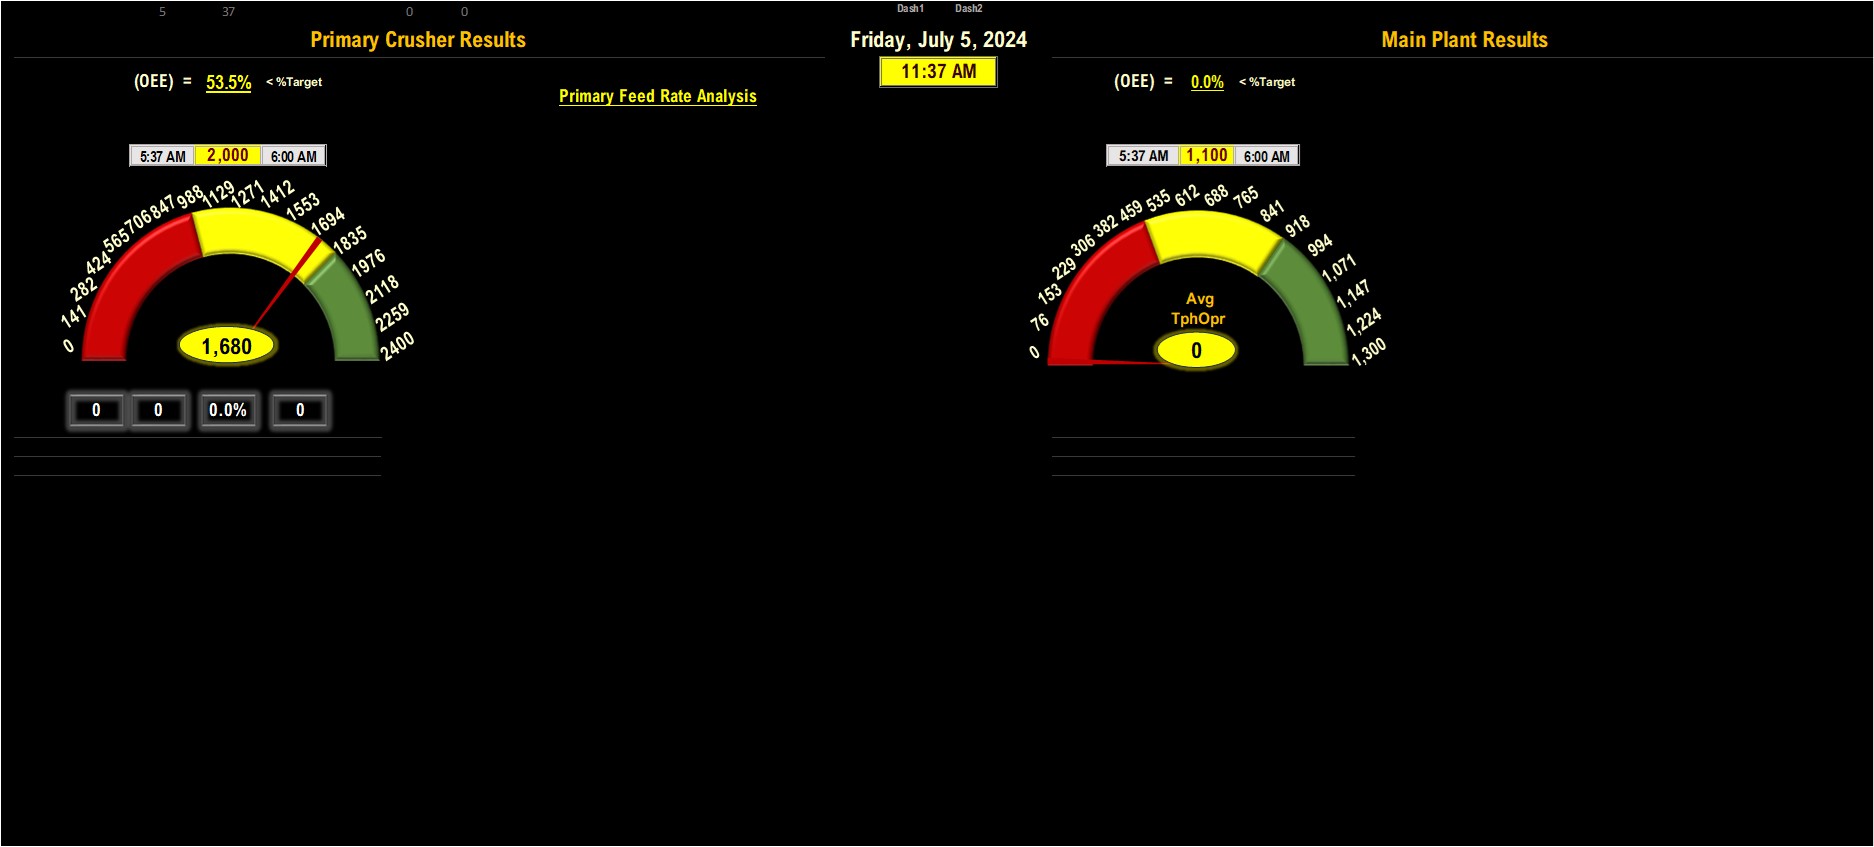 5 37 0 0 Dash1 Dash2
Primary Crusher Results
Friday, July 5, 2024
Main Plant Results
11:37 AM
(OEE) = 53.5% < %Target
Primary Feed Rate Analysis
(OEE) = 0.0% < %Target
5:37 AM 2,000 6:00 AM
0
141
282
424
565
706
847
988
1129
1271
1412
1553
1694
1835
1976
2118
2259
2400
1,680
0 0 0.0% 0
5:37 AM 1,100 6:00 AM
0
76
153
229
306
382
459
535
612
688
765
841
918
994
1,071
1,147
1,224
1,300
Avg
TphOpr
0